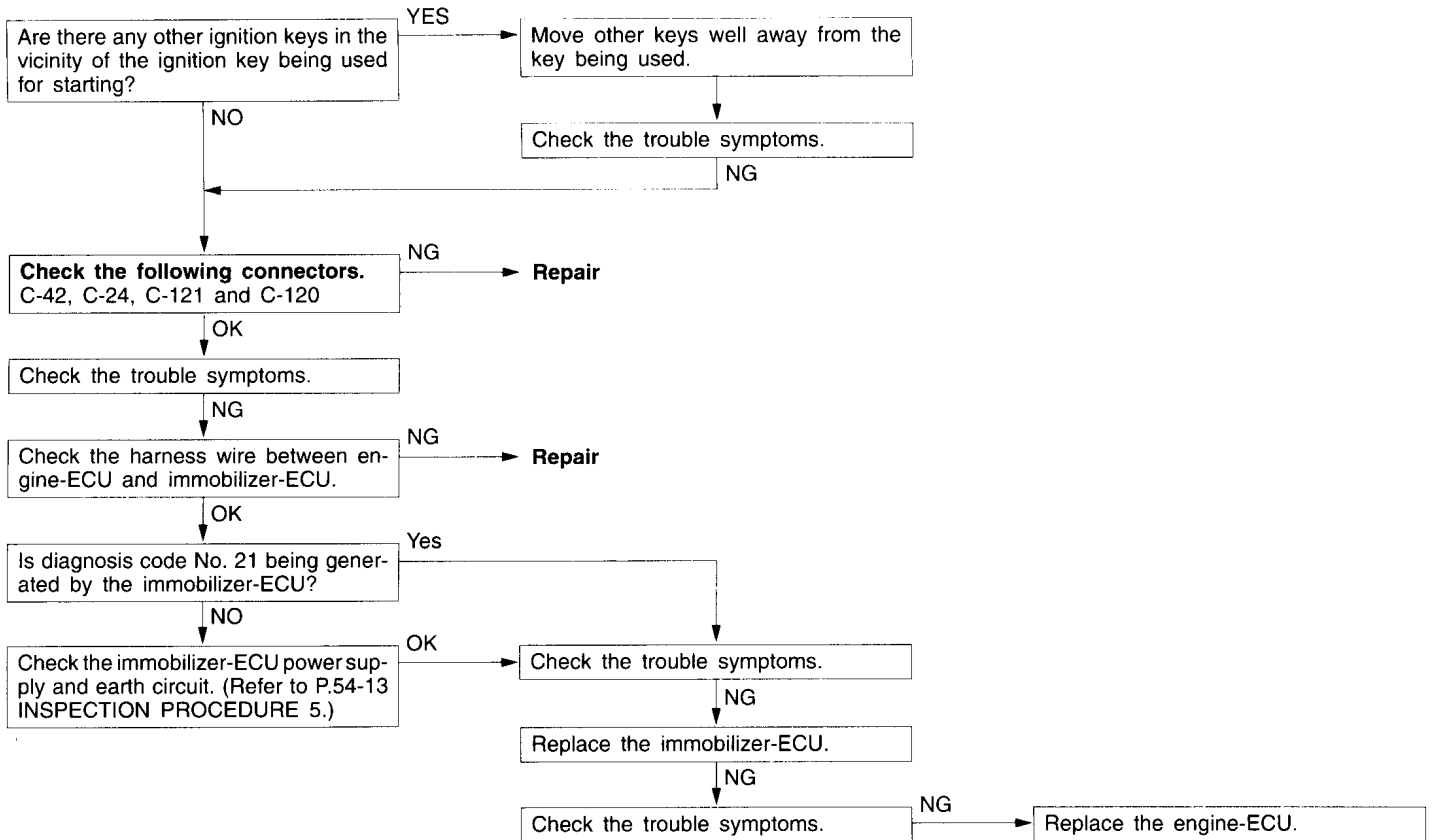 Are there any other ignition keys in the
vicinity of the ignition key being used
for starting?
YES
Move other keys well away from the
key being used.
NO
Check the trouble symptoms.
NG
Check the following connectors.
C-42, C-24, C-121 and C-120
NG
Repair
OK
Check the trouble symptoms.
NG
Check the harness wire between en-
gine-ECU and immobilizer-ECU.
NG
Repair
OK
Is diagnosis code No. 21 being gener-
ated by the immobilizer-ECU?
Yes
NO
Check the immobilizer-ECU power sup-
ply and earth circuit. (Refer to P.54-13
INSPECTION PROCEDURE 5.)
OK
Check the trouble symptoms.
NG
Replace the immobilizer-ECU.
NG
Check the trouble symptoms.
NG
Replace the engine-ECU.